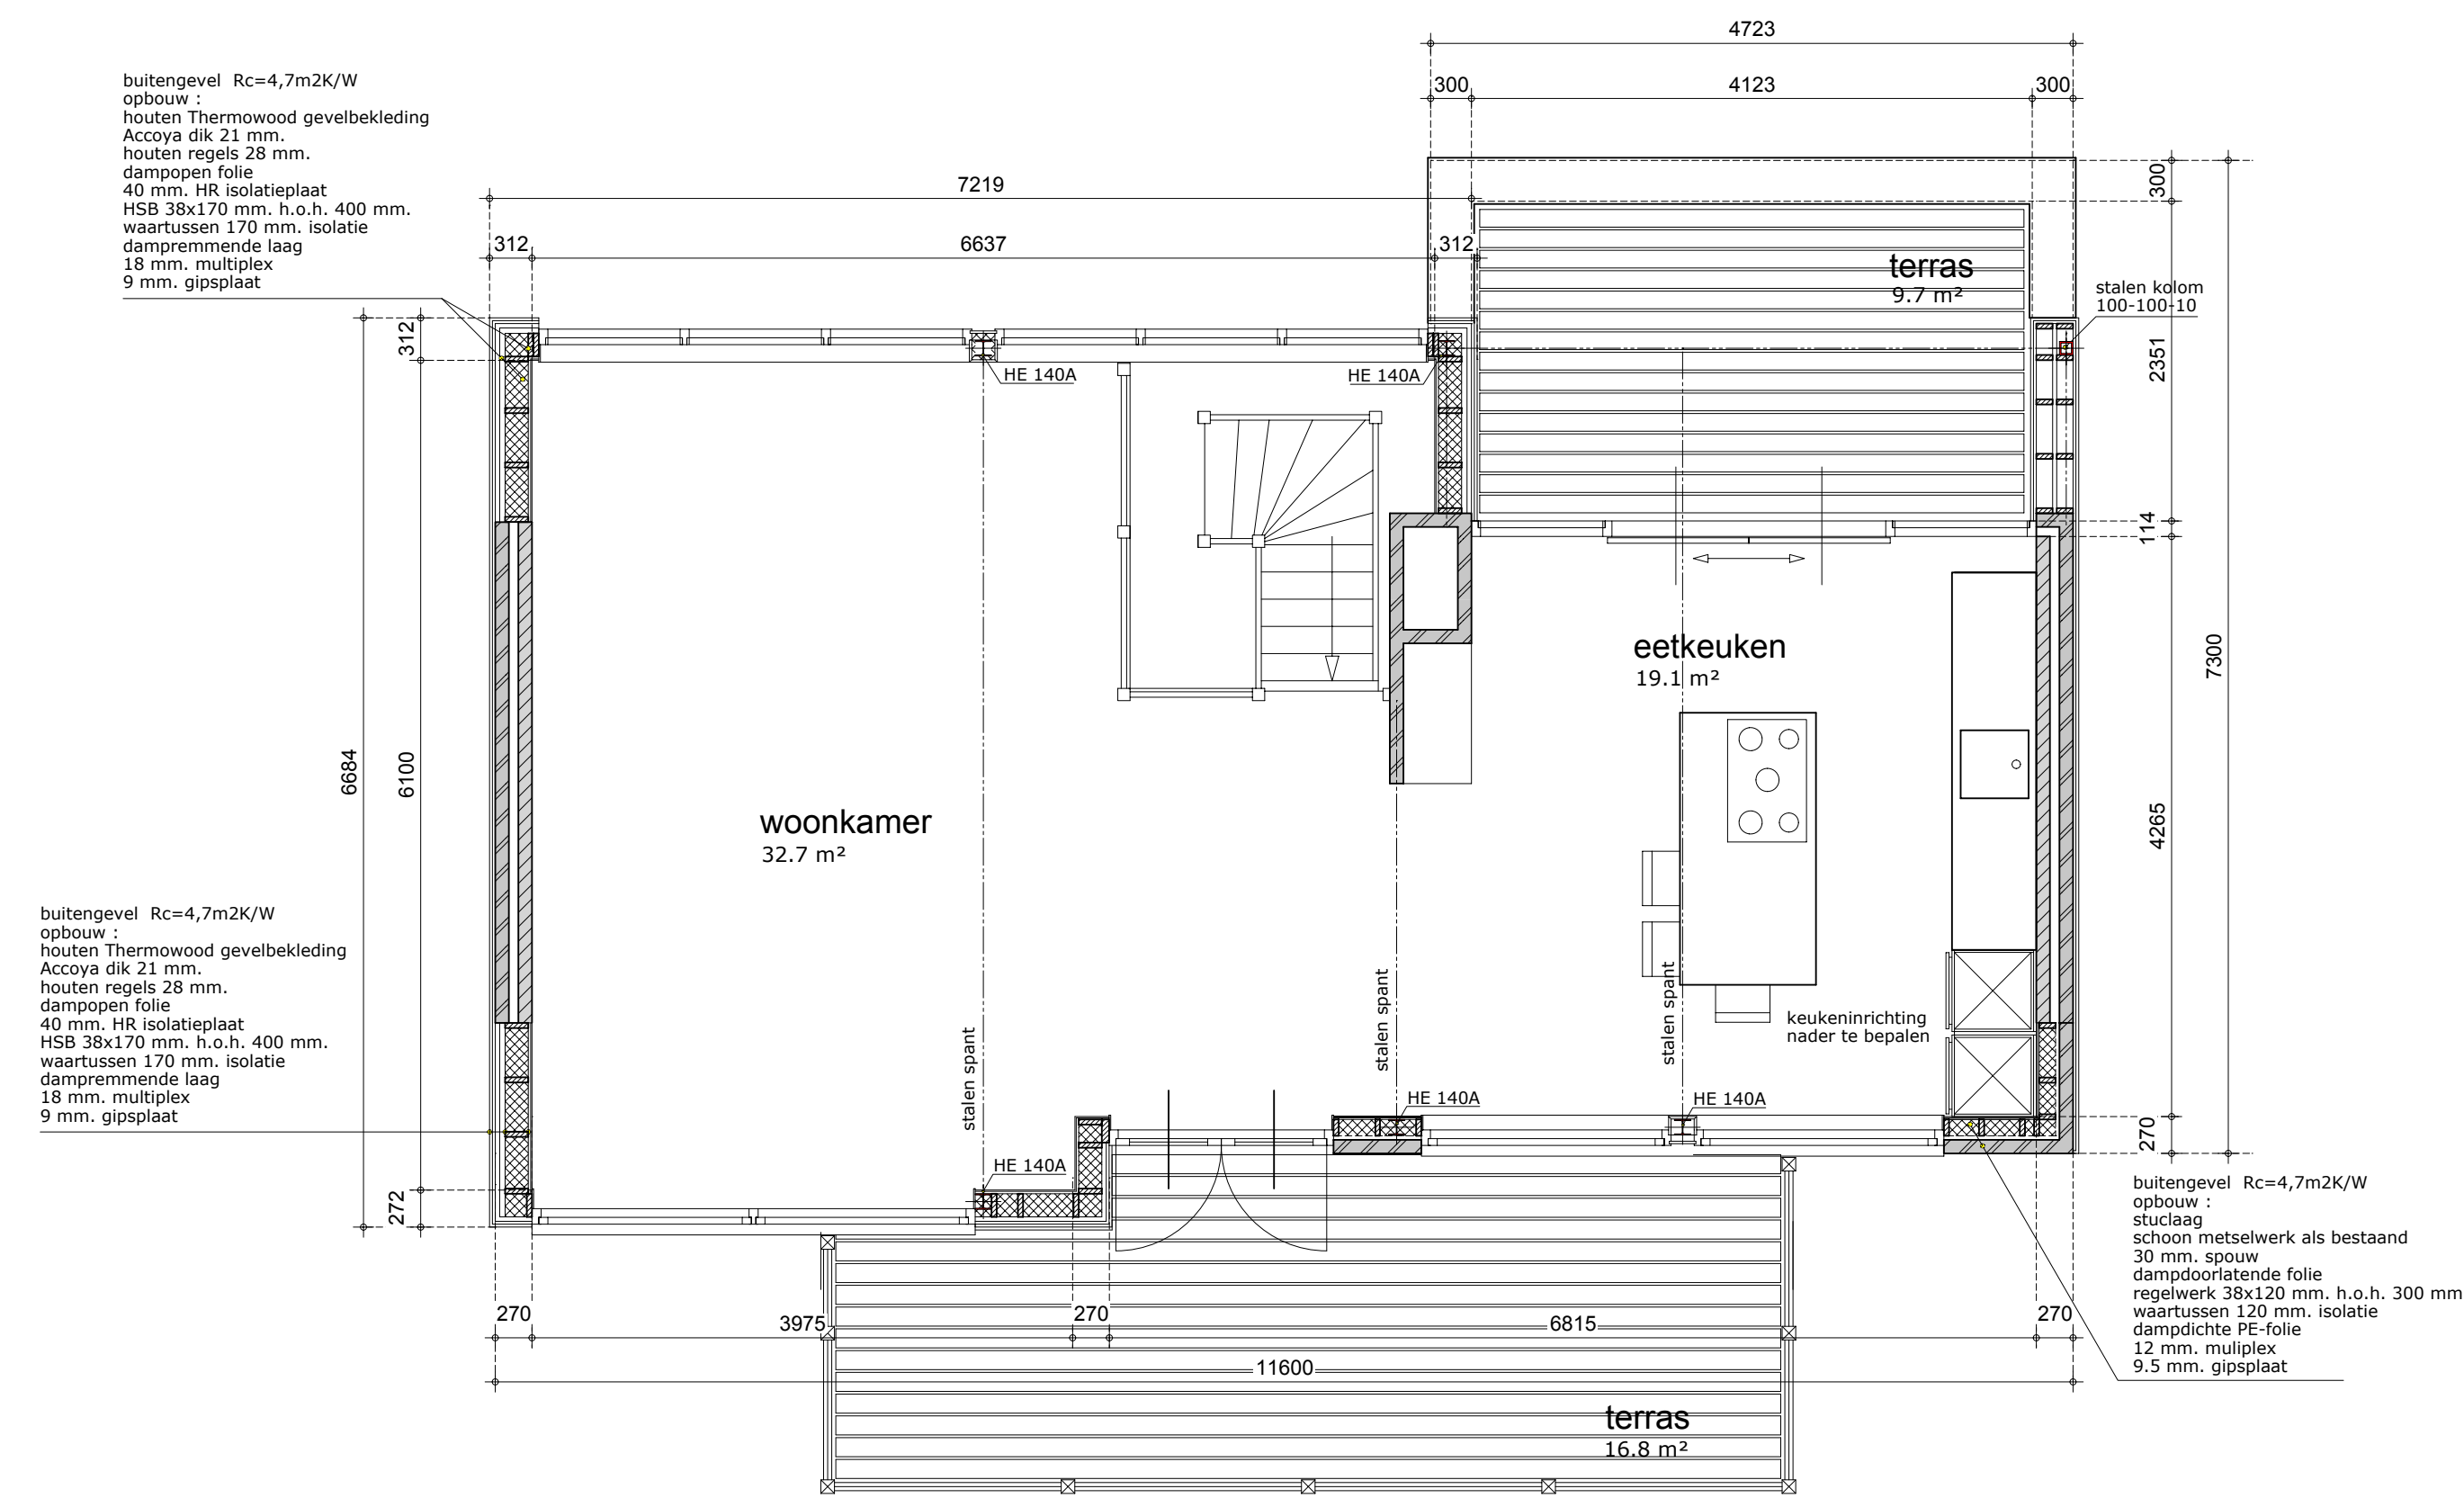 4723
300
4123
300
buitengevel Rc=4,7m2K/W
opbouw :
houten Thermowood gevelbekleding
Accoya dik 21 mm.
houten regels 28 mm.
dampopen folie
40 mm. HR isolatieplaat
HSB 38x170 mm. h.o.h. 400 mm.
waartussen 170 mm. isolatie
dampremmende laag
18 mm. multiplex
9 mm. gipsplaat
7219
312
6637
312
300
terras
9.7 m²
stalen kolom
100-100-10
312
HE 140A
HE 140A
2351
114
eetkeuken
19.1 m²
7300
6684
6100
woonkamer
32.7 m²
4265
buitengevel Rc=4,7m2K/W
opbouw :
houten Thermowood gevelbekleding
Accoya dik 21 mm.
houten regels 28 mm.
dampopen folie
40 mm. HR isolatieplaat
HSB 38x170 mm. h.o.h. 400 mm.
waartussen 170 mm. isolatie
dampremmende laag
18 mm. multiplex
9 mm. gipsplaat
stalen spant
stalen spant
stalen spant
keukeninrichting
nader te bepalen
HE 140A
HE 140A
270
HE 140A
272
buitengevel Rc=4,7m2K/W
opbouw :
stuclaag
schoon metselwerk als bestaand
30 mm. spouw
dampdoorlatende folie
regelwerk 38x120 mm. h.o.h. 300 mm
waartussen 120 mm. isolatie
dampdichte PE-folie
12 mm. muliplex
9.5 mm. gipsplaat
270
3975
270
6815
270
11600
terras
16.8 m²